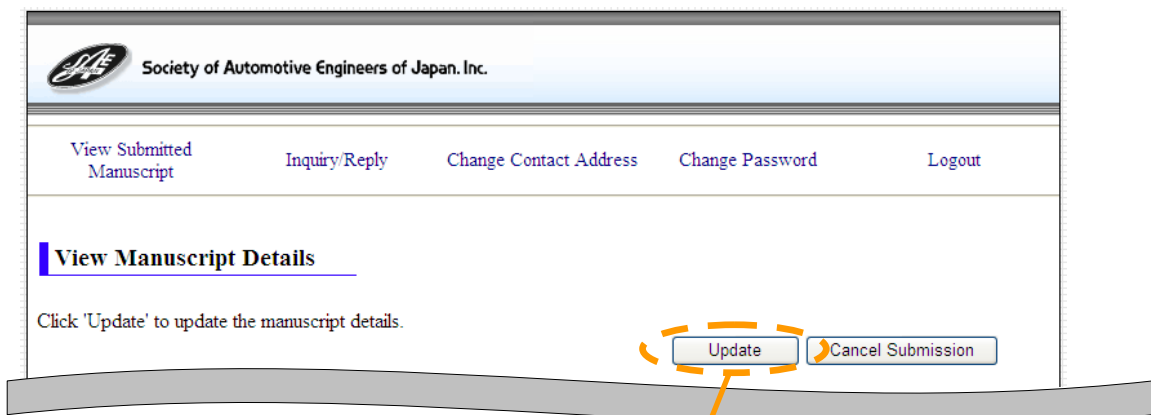 JSAE
Society of Automotive Engineers of Japan. Inc.
View Submitted
Manuscript
Inquiry/Reply
Change Contact Address
Change Password
Logout
View Manuscript Details
Click 'Update' to update the manuscript details.
Update
Cancel Submission